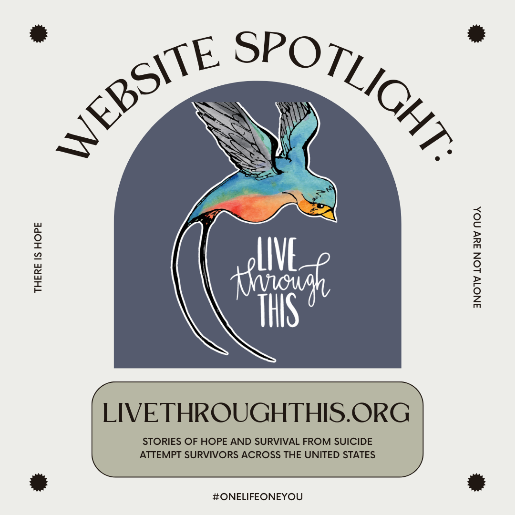 WEBSITE SPOTLIGHT:
THERE IS HOPE
YOU ARE NOT ALONE
LIVE
through
THIS
LIVETHROUGHTHIS.ORG
STORIES OF HOPE AND SURVIVAL FROM SUICIDE
ATTEMPT SURVIVORS ACROSS THE UNITED STATES
#ONELIFEONEYOU